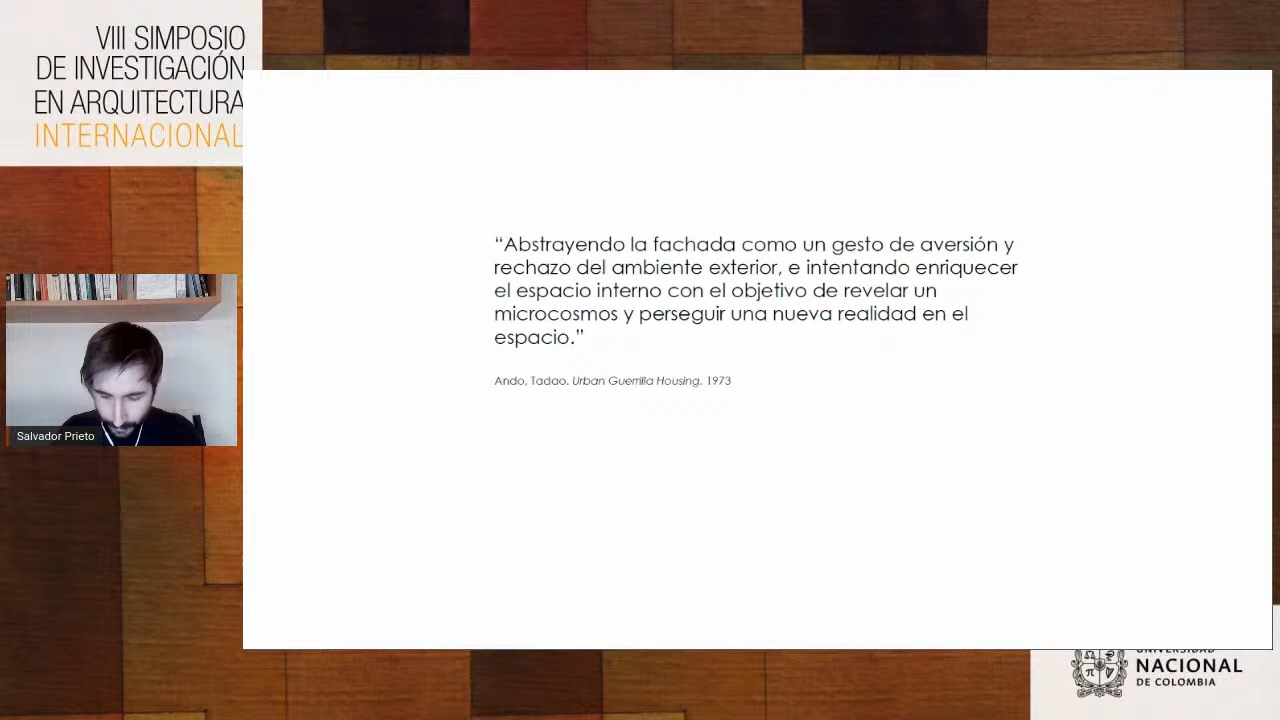 VIII SIMPOSIO
DE INVESTIGACIÓN
EN ARQUITECTURA
INTERNACIONAL
“Abstrayendo la fachada como un gesto de aversión y
rechazo del ambiente exterior, e intentando enriquecer
el espacio interno con el objetivo de revelar un
microcosmos y perseguir una nueva realidad en el
espacio.”
Ando, Tadao. Urban Guerrilla Housing. 1973
Salvador Prieto
UNIVERSIDAD
NACIONAL
DE COLOMBIA